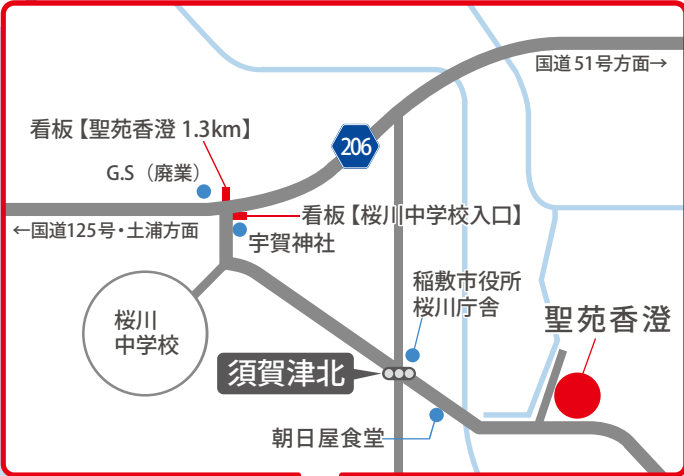 国道51号方面→
看板【聖苑香澄 1.3km】
206
G.S（廃業）
看板【桜川中学校入口】
←国道125号・土浦方面
宇賀神社
稲敷市役所
桜川庁舎
聖苑香澄
桜川
中学校
須賀津北
朝日屋食堂